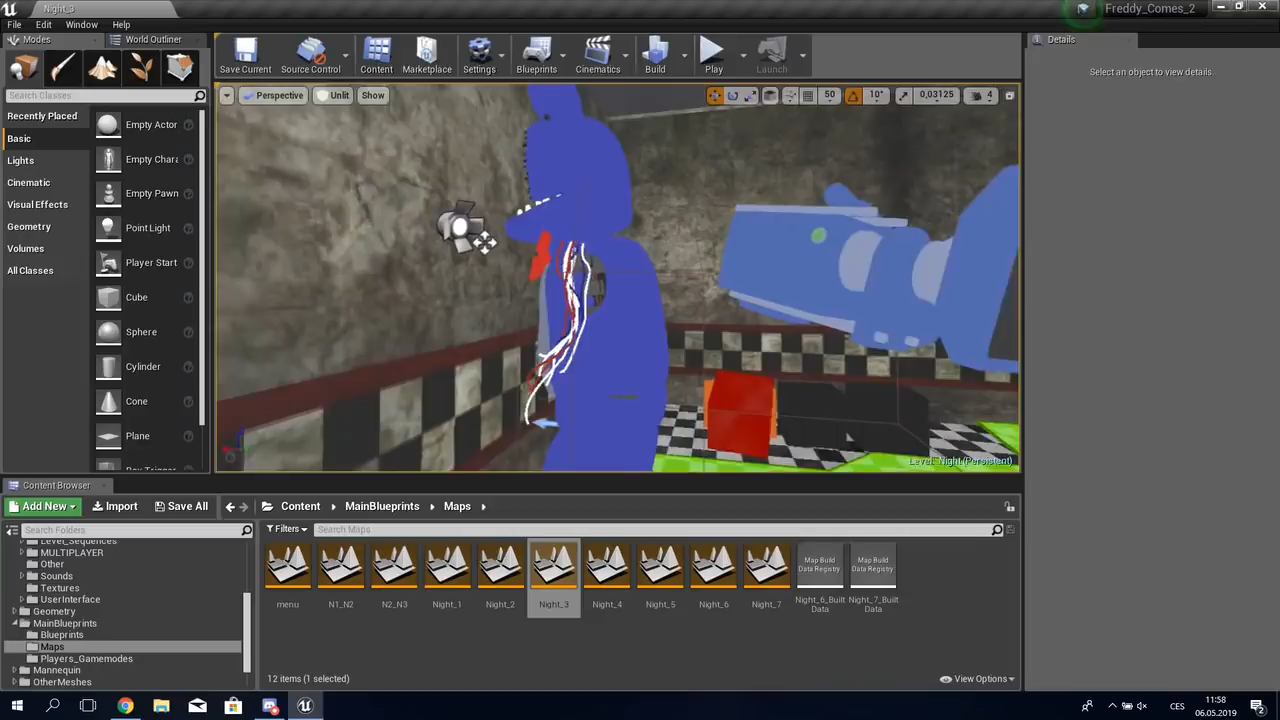 Night_3
Freddy_Comes_2
File Edit Window Help
Modes World Outliner
Details
Save Current Source Control Content Marketplace Settings Blueprints Cinematics Build Play Launch
Select an object to view details.
Search Classes
Perspective Unlit Show
50 10° 0,03125 4
Recently Placed
Basic
Lights
Cinematic
Visual Effects
Geometry
Volumes
All Classes
Empty Actor
Empty Chara
Empty Pawn
Point Light
Player Start
Cube
Sphere
Cylinder
Cone
Plane
Box Trigger
Level: Night (Persistent)
Content Browser
Add New Import Save All Content MainBlueprints Maps
Search Folders
Filters Search Maps
Level_Sequences
MULTIPLAYER
Other
Sounds
Textures
UserInterface
Geometry
MainBlueprints
Blueprints
Maps
Players_Gamemodes
Mannequin
OtherMeshes
Map Build Data Registry
Map Build Data Registry
menu N1_N2 N2_N3 Night_1 Night_2 Night_3 Night_4 Night_5 Night_6 Night_7 Night_6_Built Data Night_7_Built Data
12 items (1 selected)
View Options
11:58
CES
06.05.2019
2